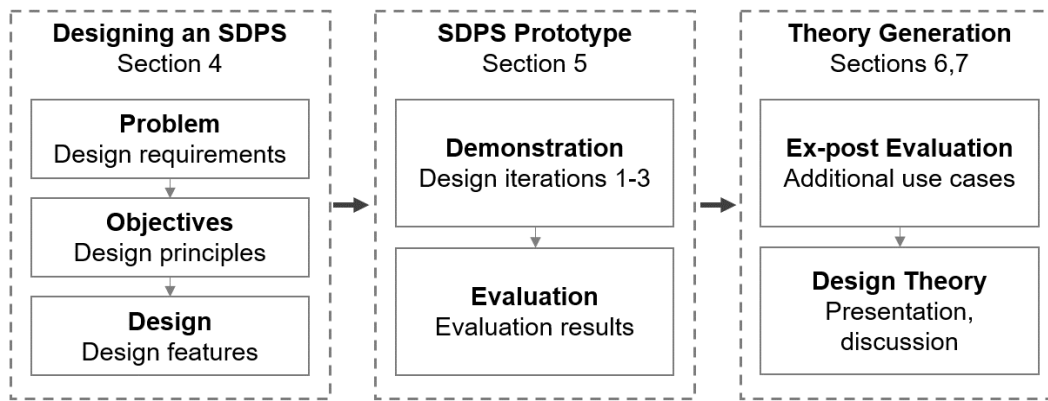 Designing an SDPS
Section 4
Problem
Design requirements
Objectives
Design principles
Design
Design features
SDPS Prototype
Section 5
Demonstration
Design iterations 1-3
Evaluation
Evaluation results
Theory Generation
Sections 6,7
Ex-post Evaluation
Additional use cases
Design Theory
Presentation,
discussion